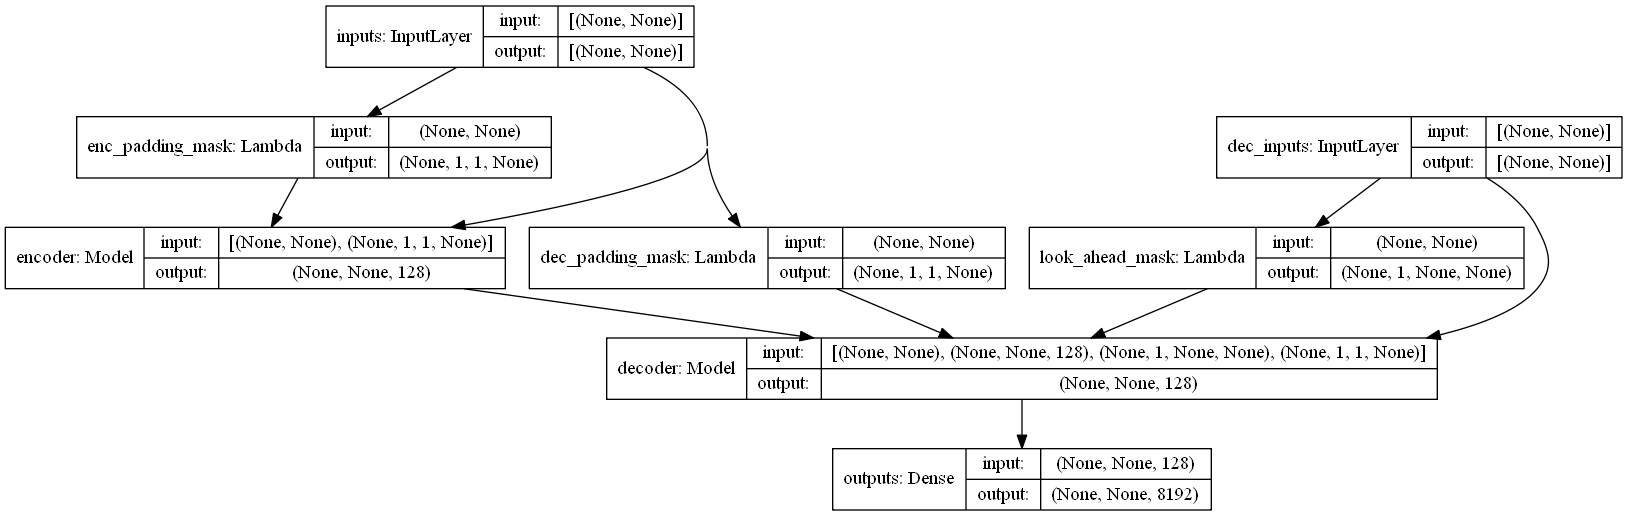 inputs: InputLayer
input:
[(None, None)]
output:
[(None, None)]
enc_padding_mask: Lambda
input:
(None, None)
output:
(None, 1, 1, None)
dec_inputs: InputLayer
input:
[(None, None)]
output:
[(None, None)]
encoder: Model
input:
[(None, None), (None, 1, 1, None)]
output:
(None, None, 128)
dec_padding_mask: Lambda
input:
(None, None)
output:
(None, 1, 1, None)
look_ahead_mask: Lambda
input:
(None, None)
output:
(None, 1, None, None)
decoder: Model
input:
[(None, None), (None, None, 128), (None, 1, None, None), (None, 1, 1, None)]
output:
(None, None, 128)
outputs: Dense
input:
(None, None, 128)
output:
(None, None, 8192)